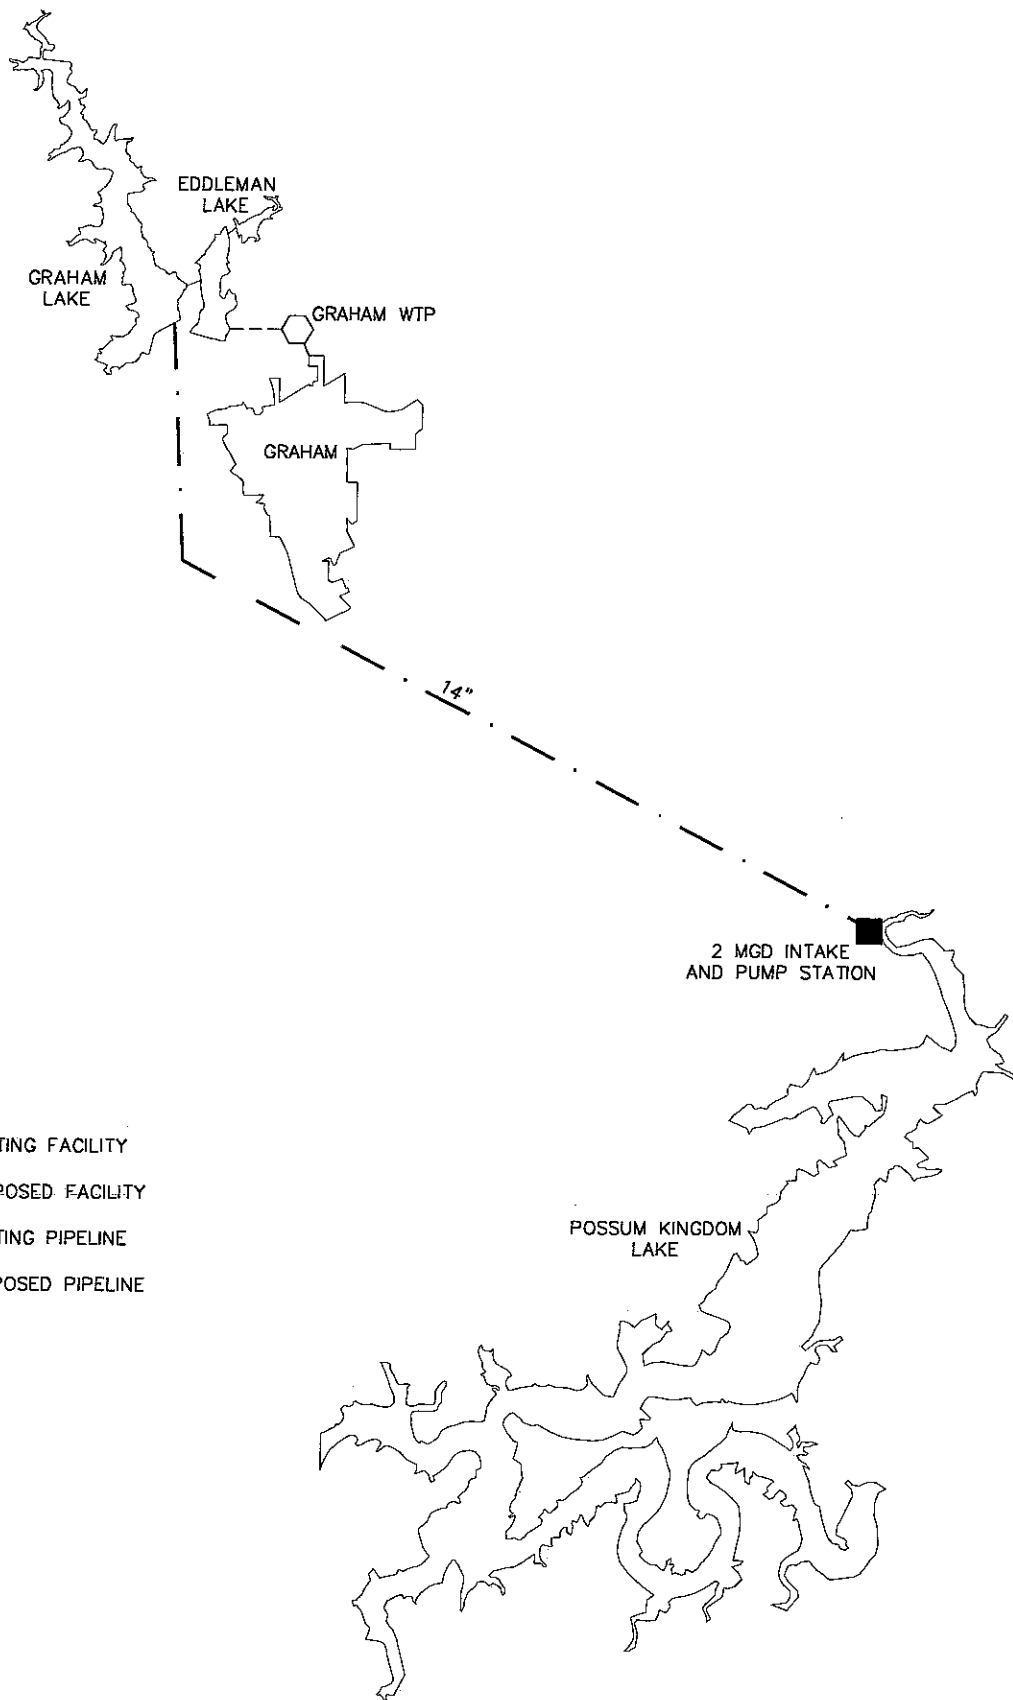 EDDLEMAN
LAKE
GRAHAM
LAKE
GRAHAM WTP
GRAHAM
14"
2 MGD INTAKE
AND PUMP STATION
TING FACILITY
POSED FACILITY
TING PIPELINE
POSED PIPELINE
POSSUM KINGDOM
LAKE